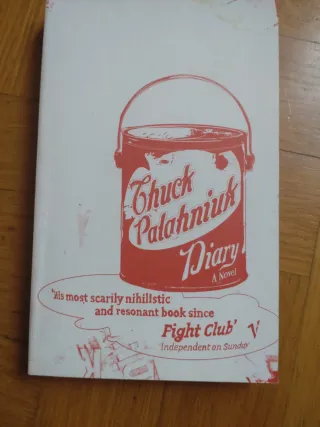 Chuck
Palahniuk
Diary
A Novel
'His most scarily nihilistic
and resonant book since
Fight Club'
Independent on Sunday
V